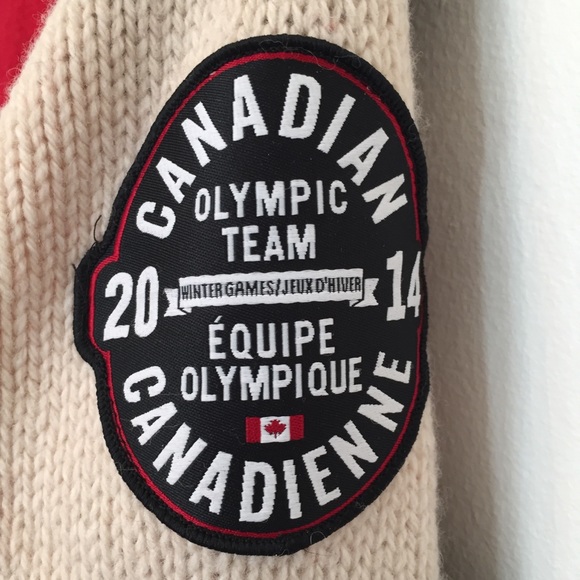 CANADIAN
OLYMPIC
TEAM
20 14
WINTER GAMES/JEUX D'HIVER
ÉQUIPE
OLYMPIQUE
CANADIENNE